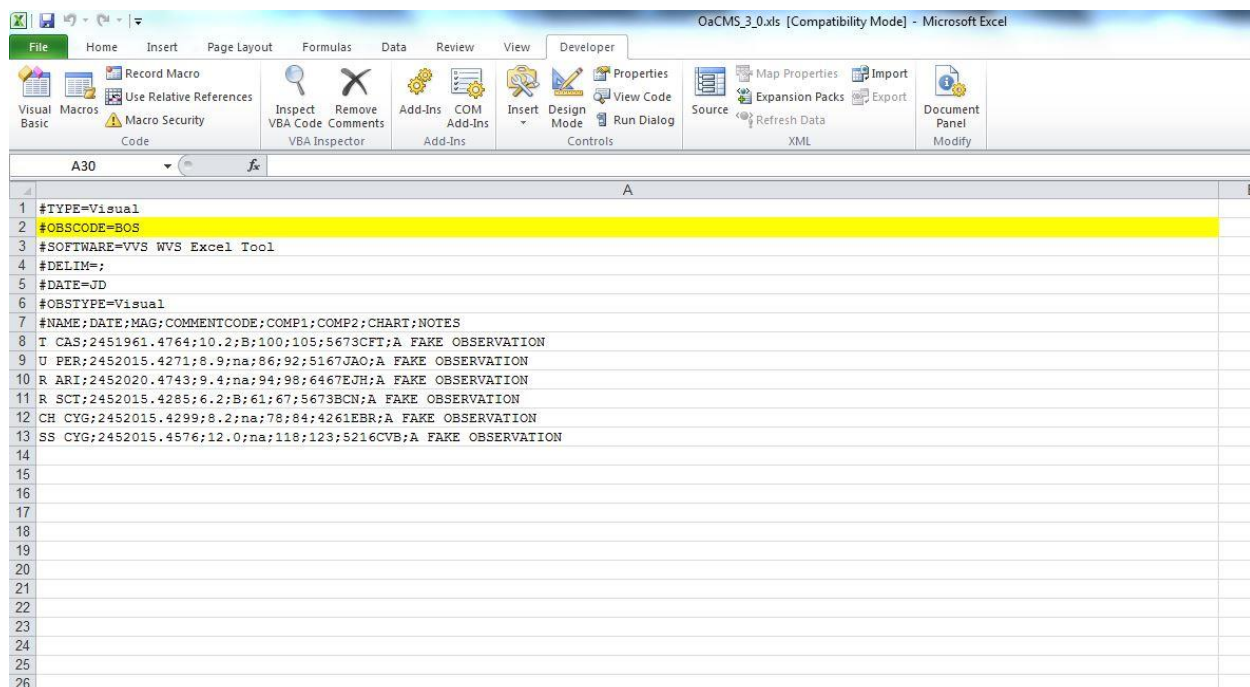 OaCMS_3_0.xls [Compatibility Mode] - Microsoft Excel
File Home Insert Page Layout Formulas Data Review View Developer
Visual Basic
Macros
Record Macro
Use Relative References
Macro Security
Code
Inspect VBA Code
Remove Comments
VBA Inspector
Add-Ins
COM Add-Ins
Add-Ins
Insert
Design Mode
Properties
View Code
Run Dialog
Controls
Source
Map Properties
Expansion Packs
Refresh Data
Import
Export
XML
Document Panel
Modify
A30 fx
A
1 #TYPE=Visual
2 #OBSCODE=BOS
3 #SOFTWARE=VVS WVS Excel Tool
4 #DELIM=;
5 #DATE=JD
6 #OBSTYPE=Visual
7 #NAME;DATE;MAG;COMMENTCODE;COMP1;COMP2;CHART;NOTES
8 T CAS;2451961.4764;10.2;B;100;105;5673CFT;A FAKE OBSERVATION
9 U PER;2452015.4271;8.9;na;86;92;5167JAO;A FAKE OBSERVATION
10 R ARI;2452020.4743;9.4;na;94;98;6467EJH;A FAKE OBSERVATION
11 R SCT;2452015.4285;6.2;B;61;67;5673BCN;A FAKE OBSERVATION
12 CH CYG;2452015.4299;8.2;na;78;84;4261EBR;A FAKE OBSERVATION
13 SS CYG;2452015.4576;12.0;na;118;123;5216CVB;A FAKE OBSERVATION
14
15
16
17
18
19
20
21
22
23
24
25
26